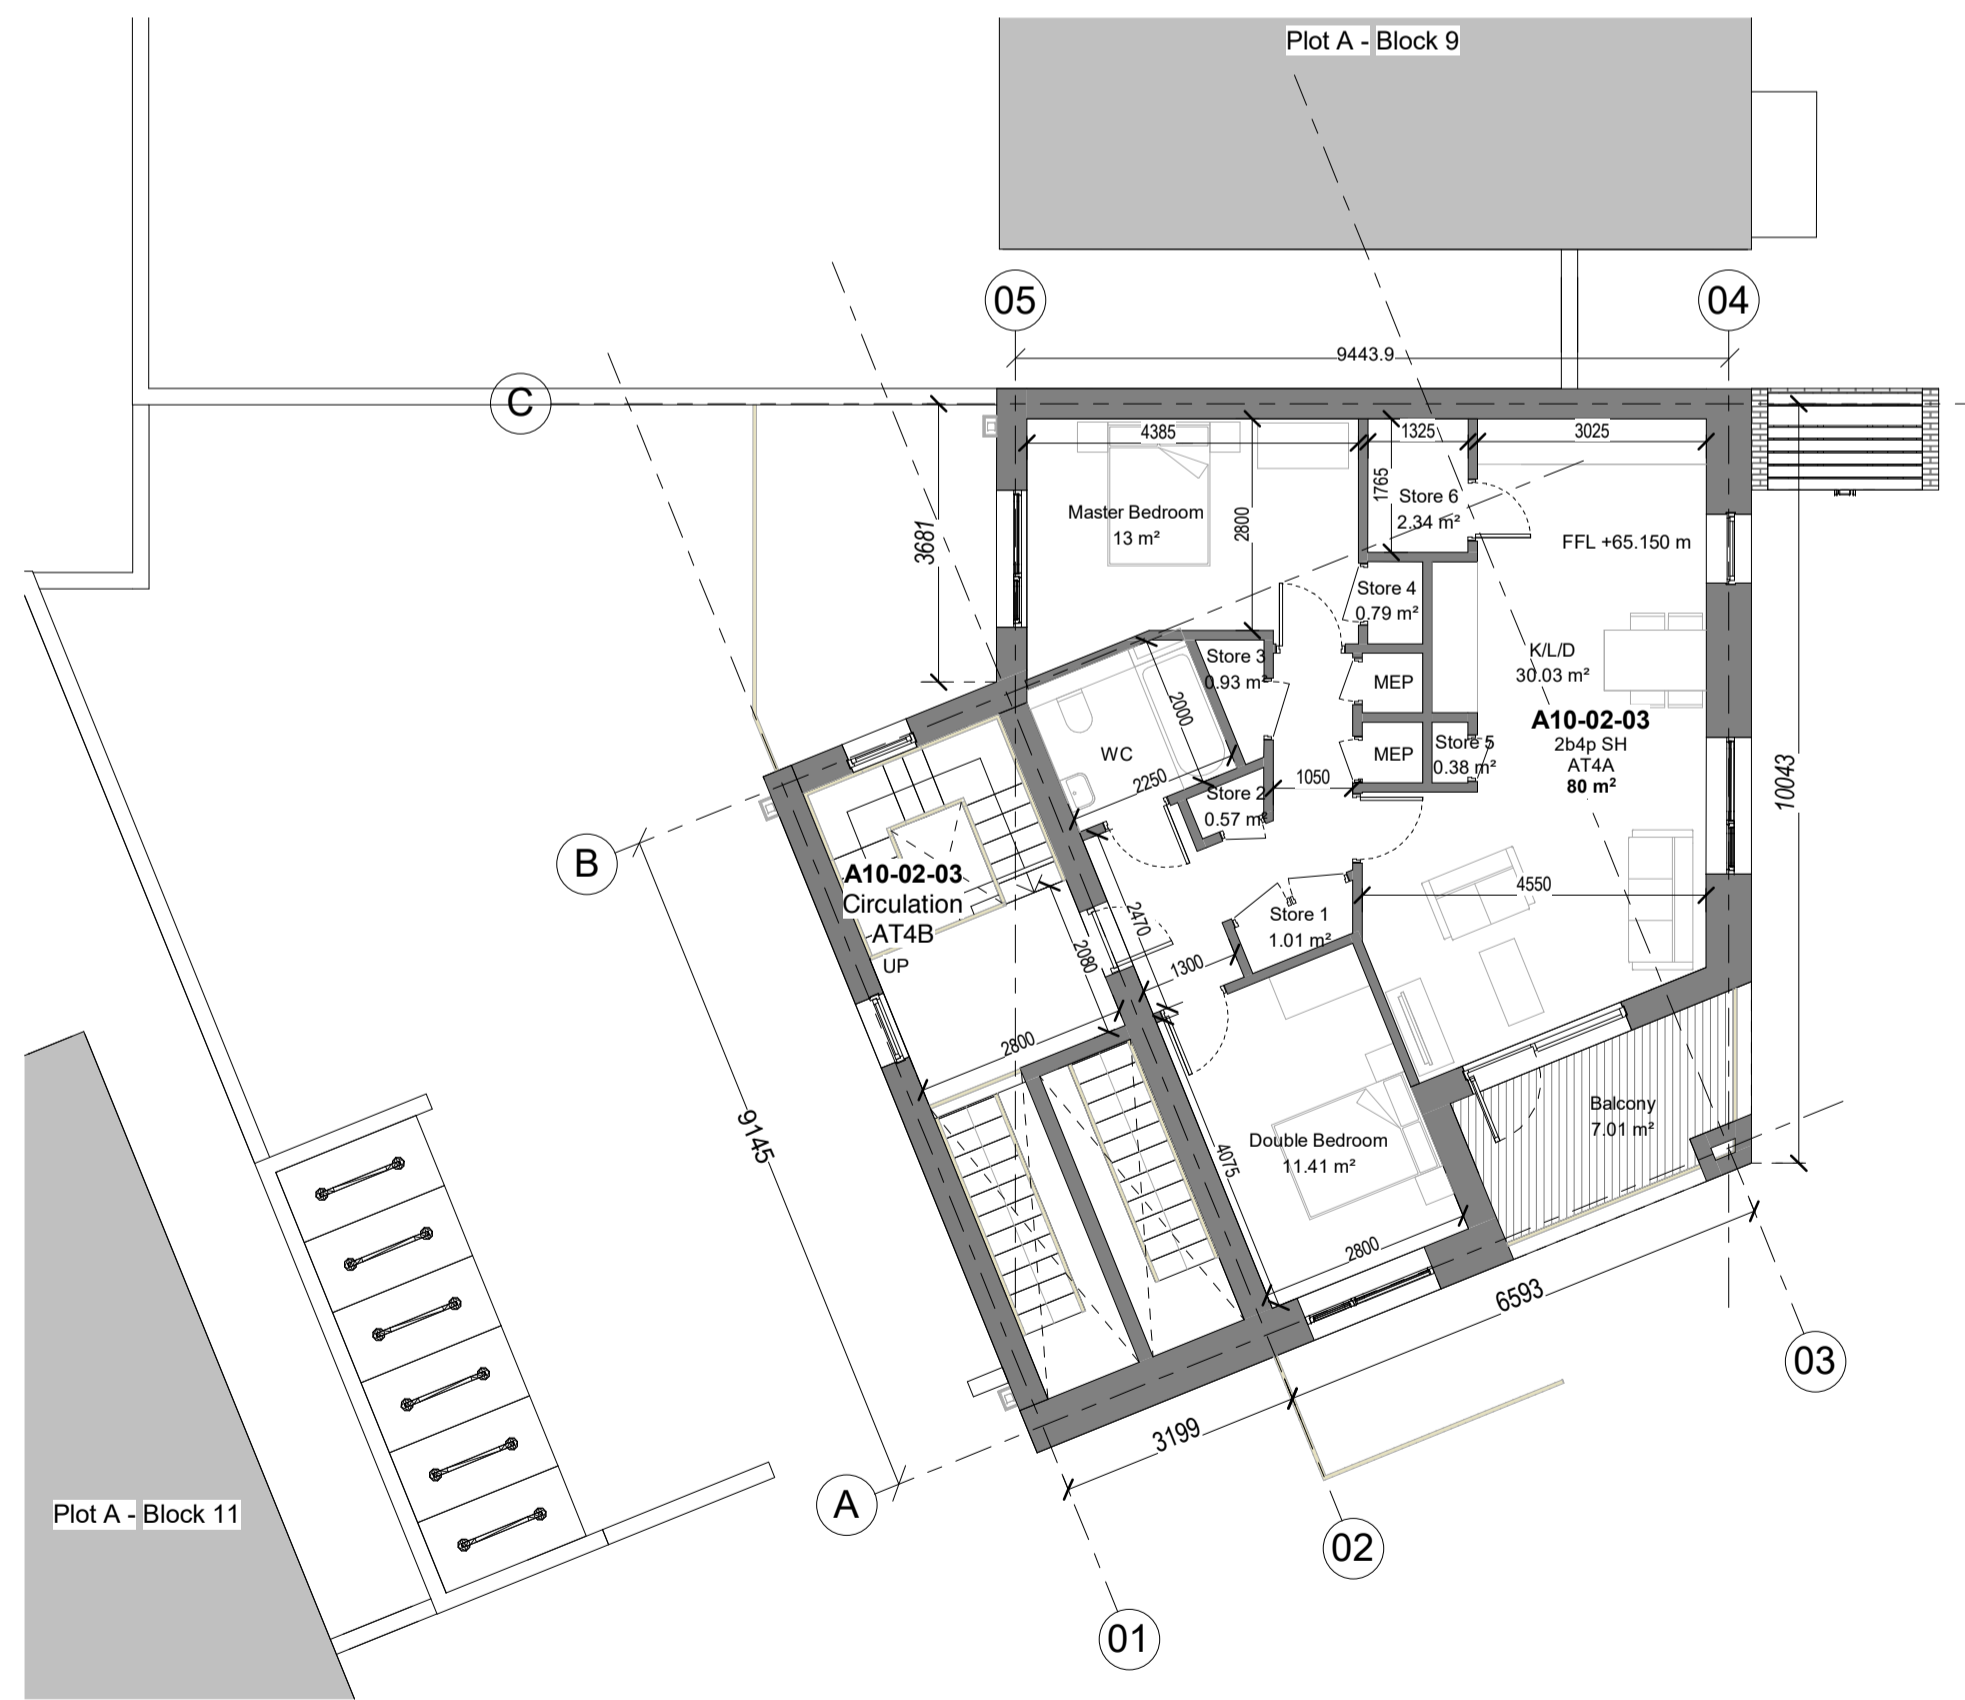 Plot A - Block 9
05
04
9443.9
C
4385
1325
3025
3681
1765
2800
Store 6
2.34 m²
Master Bedroom
13 m²
FFL +65.150 m
Store 4
0.79 m²
K/L/D
30.03 m²
Store 3
0.93 m²
MEP
2000
A10-02-03
2b4p SH
AT4A
80 m²
WC
MEP
Store 5
0.38 m²
2250
1050
Store 2
0.57 m²
10043
B
A10-02-03
Circulation
AT4B
UP
4550
2470
Store 1
1.01 m²
2080
1300
2800
Balcony
7.01 m²
9145
Double Bedroom
11.41 m²
4075
2800
6593
03
3199
A
Plot A - Block 11
02
01